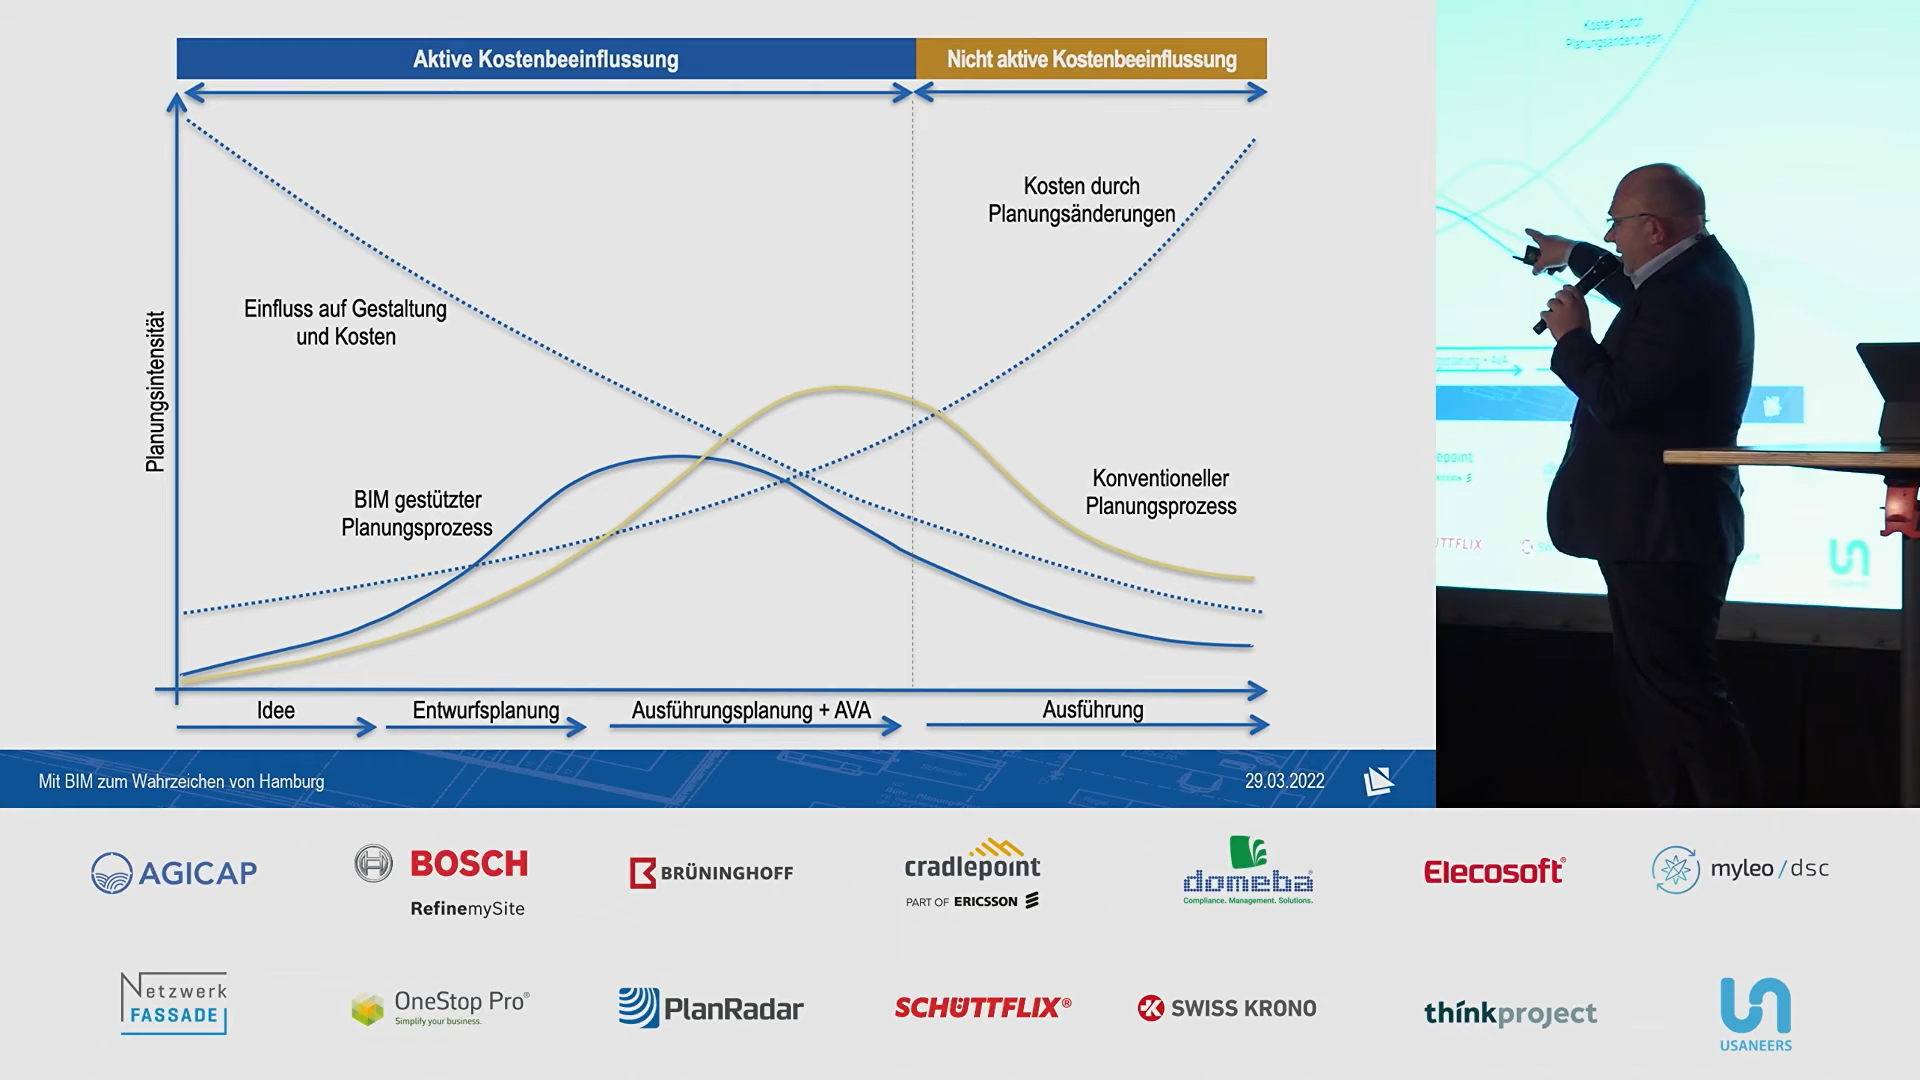 Aktive Kostenbeeinflussung
Nicht aktive Kostenbeeinflussung
Kosten durch
Planungsänderungen
Einfluss auf Gestaltung
und Kosten
Planungsintensität
BIM gestützter
Planungsprozess
Konventioneller
Planungsprozess
Idee
Entwurfsplanung
Ausführungsplanung + AVA
Ausführung
Mit BIM zum Wahrzeichen von Hamburg
29.03.2022
Kosten durch
Planungsänderungen
AGICAP
BOSCH
RefinemySite
BRÜNINGHOFF
cradlepoint
PART OF ERICSSON
domeba
Compliance. Management. Solutions.
Elecosoft®
myleo / dsc
Netzwerk
FASSADE
OneStop Pro®
Simplify your business.
PlanRadar
SCHÜTTFLIX®
SWISS KRONO
thinkproject
USANEERS